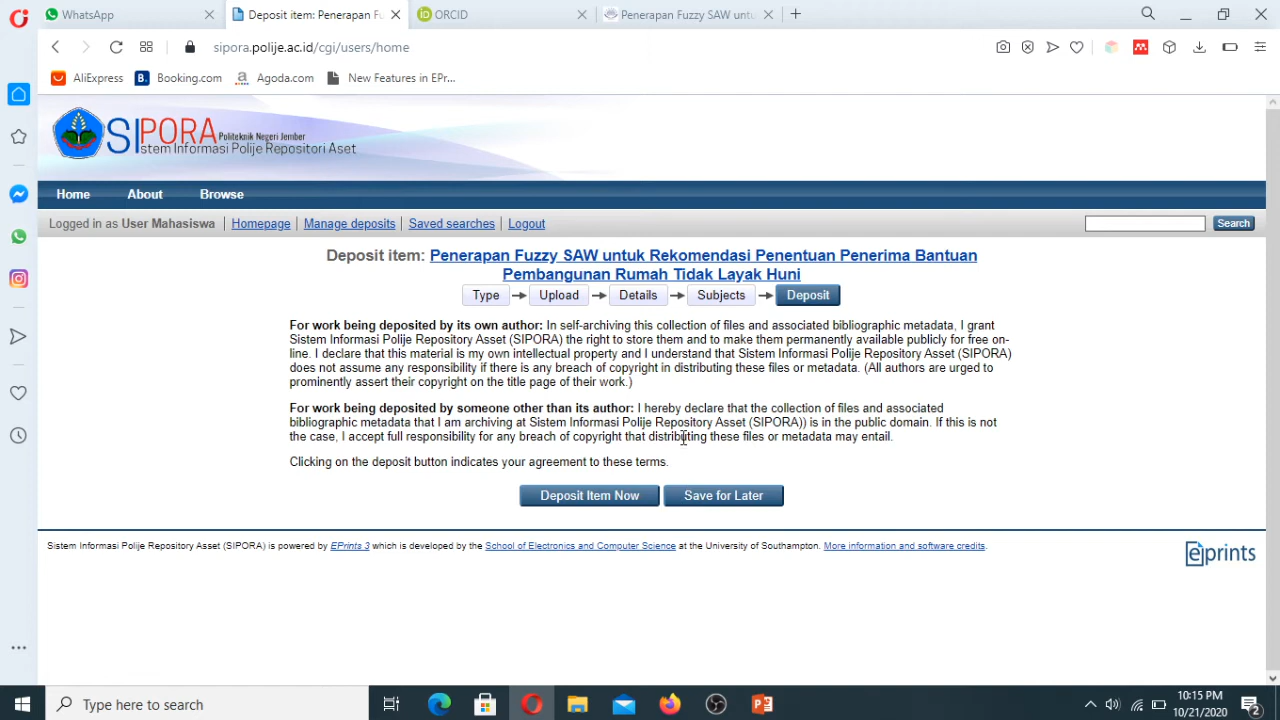 WhatsApp
Deposit item: Penerapan Fu
ORCID
Penerapan Fuzzy SAW untu
sipora.polije.ac.id/cgi/users/home
AliExpress
B. Booking.com
a Agoda.com
New Features in EPr...
SIPORA Politeknik Negeri Jember
Sistem Informasi Polije Repositori Aset
Home About Browse
Logged in as User Mahasiswa Homepage Manage deposits Saved searches Logout
Search
Deposit item: Penerapan Fuzzy SAW untuk Rekomendasi Penentuan Penerima Bantuan
Pembangunan Rumah Tidak Layak Huni
Type Upload Details Subjects Deposit
For work being deposited by its own author: In self-archiving this collection of files and associated bibliographic metadata, I grant
Sistem Informasi Polije Repository Asset (SIPORA) the right to store them and to make them permanently available publicly for free on-
line. I declare that this material is my own intellectual property and I understand that Sistem Informasi Polije Repository Asset (SIPORA)
does not assume any responsibility if there is any breach of copyright in distributing these files or metadata. (All authors are urged to
prominently assert their copyright on the title page of their work.)
For work being deposited by someone other than its author: I hereby declare that the collection of files and associated
bibliographic metadata that I am archiving at Sistem Informasi Polije Repository Asset (SIPORA)) is in the public domain. If this is not
the case, I accept full responsibility for any breach of copyright that distributing these files or metadata may entail.
Clicking on the deposit button indicates your agreement to these terms.
Deposit Item Now Save for Later
Sistem Informasi Polije Repository Asset (SIPORA) is powered by EPrints 3 which is developed by the School of Electronics and Computer Science at the University of Southampton. More information and software credits.
eprints
Type here to search
10:15 PM
10/21/2020
2